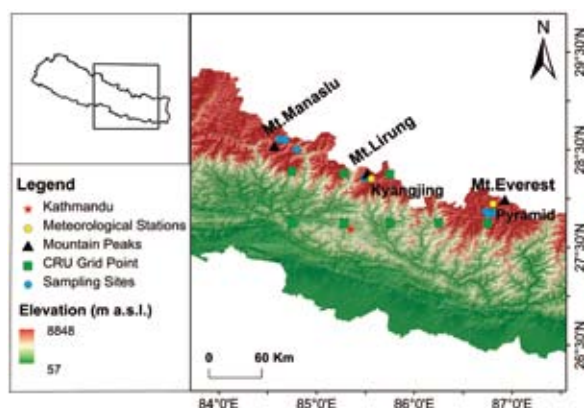 Legend
Kathmandu
Meteorological Stations
Mountain Peaks
CRU Grid Point
Sampling Sites
Elevation (m a.s.l.)
8848
57
Mt.Manaslu
Mt.Lirung
Kyangjing
Mt.Everest
Pyramid
N
0 60 Km
29°30'N
28°30'N
27°30'N
26°30'N
84°0'E 85°0'E 86°0'E 87°0'E